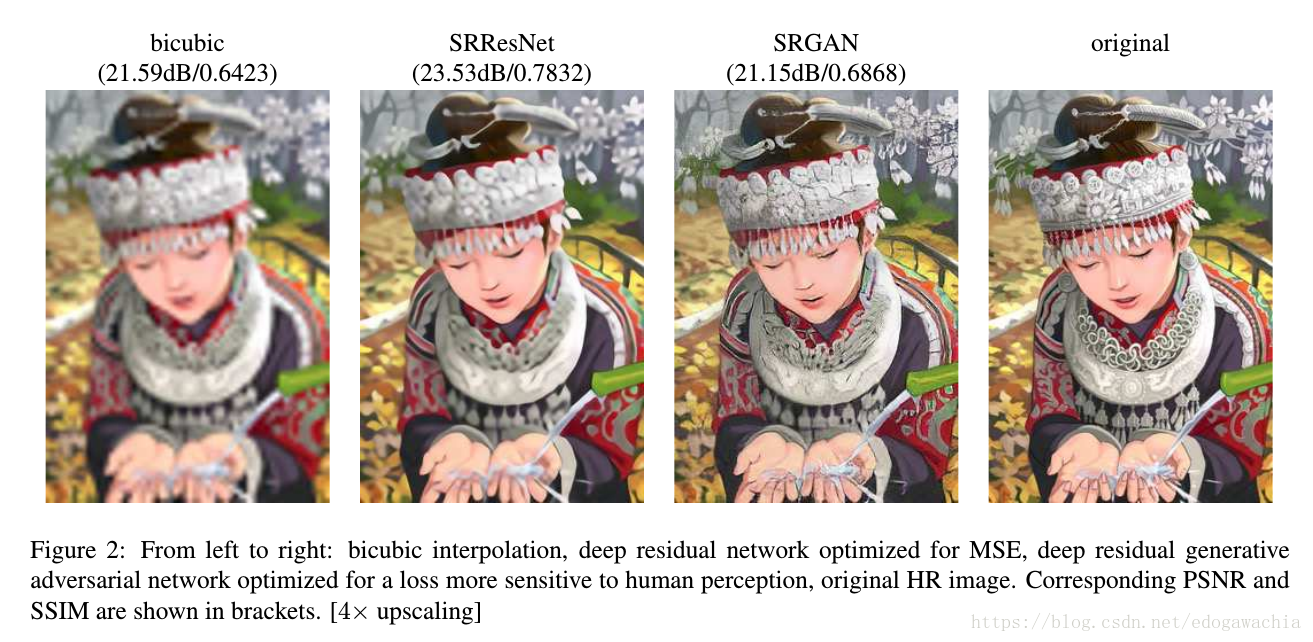 bicubic
(21.59dB/0.6423)
SRResNet
(23.53dB/0.7832)
SRGAN
(21.15dB/0.6868)
original
Figure 2: From left to right: bicubic interpolation, deep residual network optimized for MSE, deep residual generative
adversarial network optimized for a loss more sensitive to human perception, original HR image. Corresponding PSNR and
SSIM are shown in brackets. [4× upscaling]
https://blog.csdn.net/edogawachia